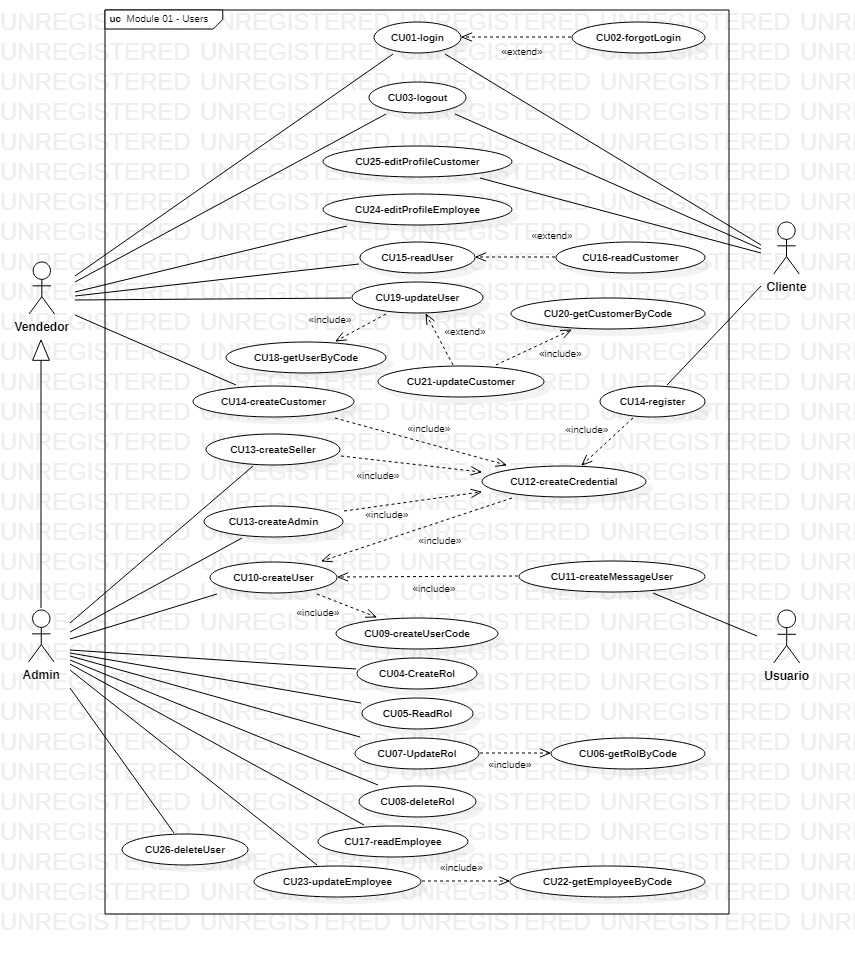 uc Module 01 - Users
CU01-login
CU02-forgotLogin
«extend»
CU03-logout
CU25-editProfileCustomer
CU24-editProfileEmployee
«extend»
CU15-readUser
CU16-readCustomer
Cliente
CU19-updateUser
Vendedor
«include»
CU20-getCustomerByCode
«extend»
CU18-getUserByCode
«include»
CU21-updateCustomer
CU14-createCustomer
CU14-register
«include»
«include»
CU13-createSeller
«include»
CU12-createCredential
«include»
CU13-createAdmin
«include»
CU10-createUser
CU11-createMessageUser
«include»
«include»
CU09-createUserCode
CU04-CreateRol
Admin
Usuario
CU05-ReadRol
CU07-UpdateRol
CU06-getRolByCode
«include»
CU08-deleteRol
CU17-readEmployee
CU26-deleteUser
«include»
CU23-updateEmployee
CU22-getEmployeeByCode
UNREGISTERED UNREGISTERED UNREGISTERED UNREGISTERED UNR